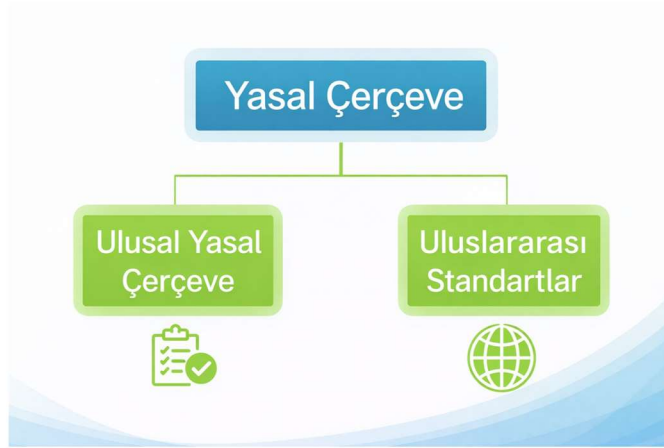 Yasal Çerçeve
Ulusal Yasal
Çerçeve
Uluslararası
Standartlar